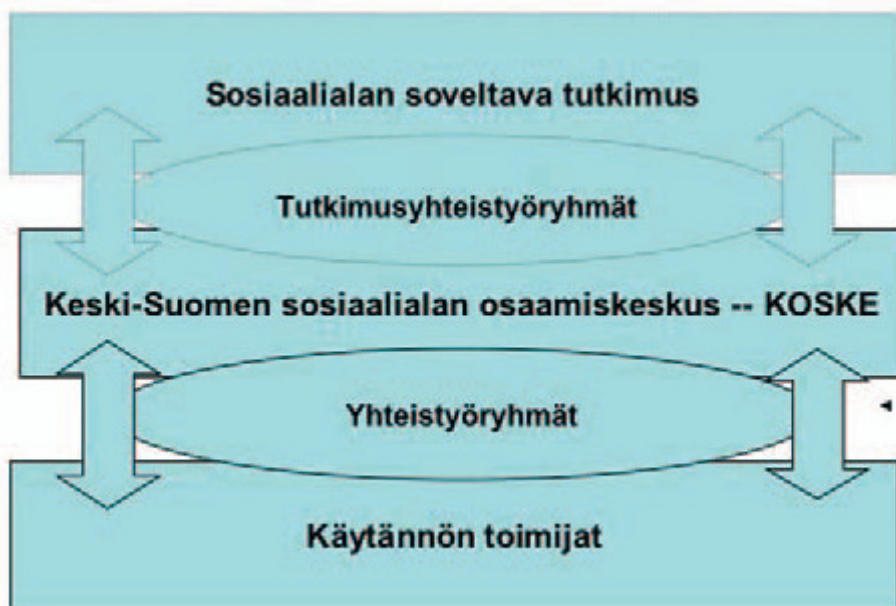 Sosiaalialan soveltava tutkimus
Tutkimusyhteistyöryhmät
Keski-Suomen sosiaalialan osaamiskeskus -- KOSKE
Yhteistyöryhmät
Käytännön toimijat